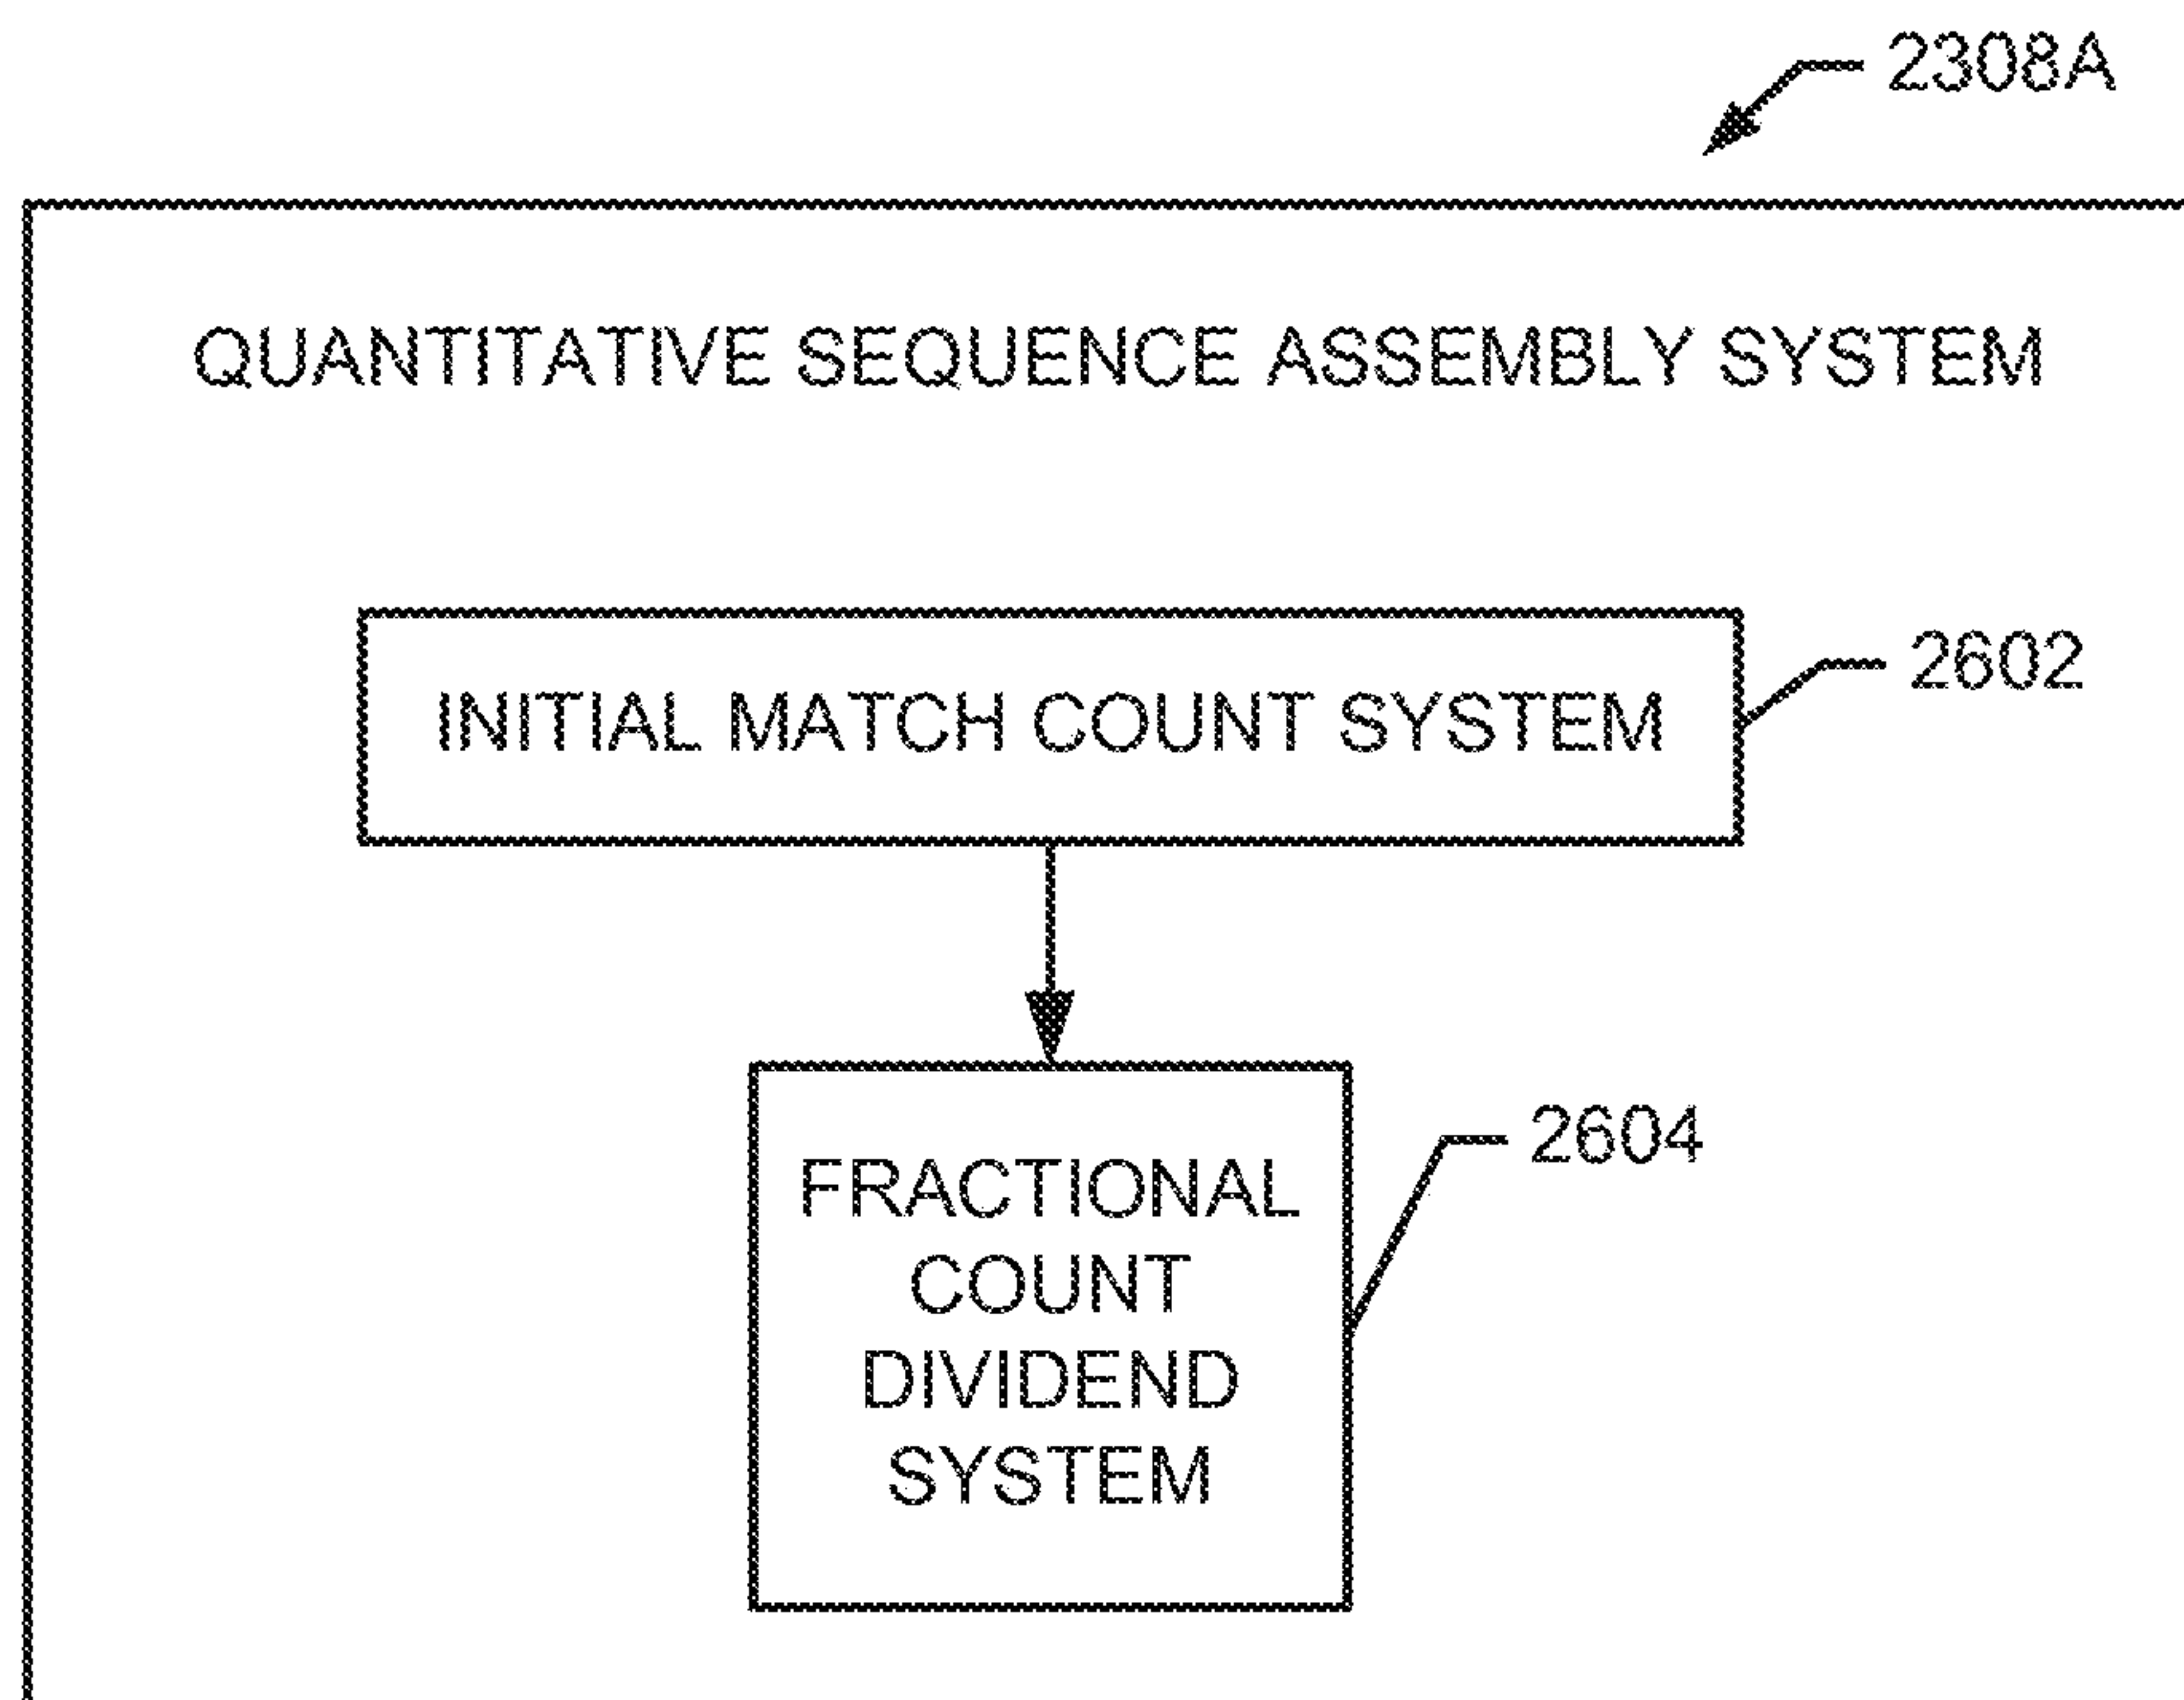 2308A
QUANTITATIVE SEQUENCE ASSEMBLY SYSTEM
INITIAL MATCH COUNT SYSTEM
2602
FRACTIONAL
COUNT
DIVIDEND
SYSTEM
2604